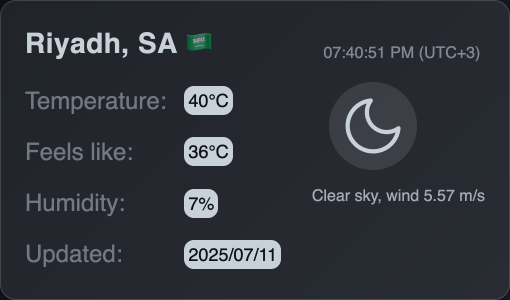 Riyadh, SA 🇸🇦
07:40:51 PM (UTC+3)
Temperature: 40°C
Feels like: 36°C
Humidity: 7%
Clear sky, wind 5.57 m/s
Updated: 2025/07/11